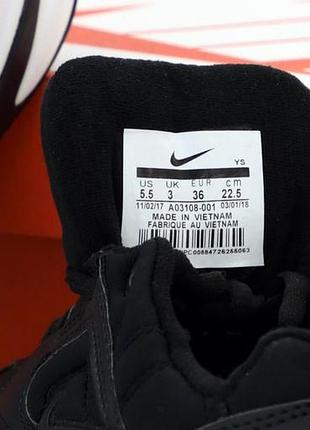 YS
US UK EUR cm
5.5 3 36 22.5
11/02/17 A03108-001 03/01/18
MADE IN VIETNAM
FABRIQUE AU VIETNAM